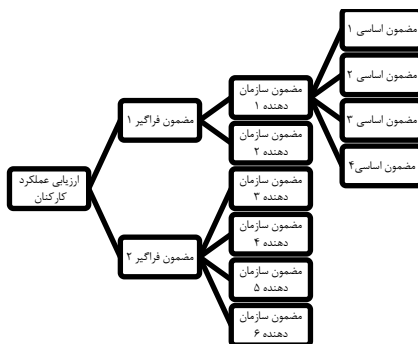 مضمون اساسی ۱
مضمون اساسی ۲
مضمون اساسی ۳
مضمون اساسی۴
مضمون سازمان
دهنده ۱
مضمون سازمان
دهنده ۲
مضمون سازمان
دهنده ۳
مضمون سازمان
دهنده ۴
مضمون سازمان
دهنده ۵
مضمون سازمان
دهنده ۶
مضمون فراگیر ۱
مضمون فراگیر ۲
ارزیابی عملکرد
کارکنان